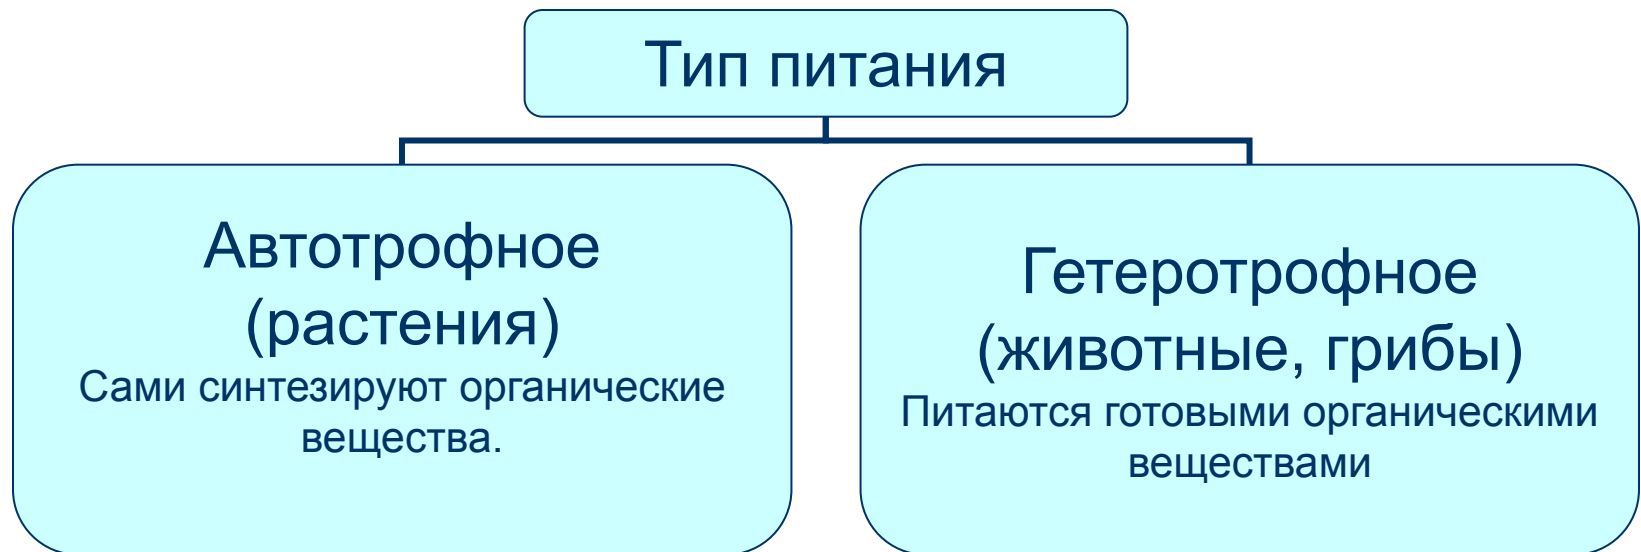 Тип питания
Автотрофное
(растения)
Сами синтезируют органические
вещества.
Гетеротрофное
(животные, грибы)
Питаются готовыми органическими
веществами